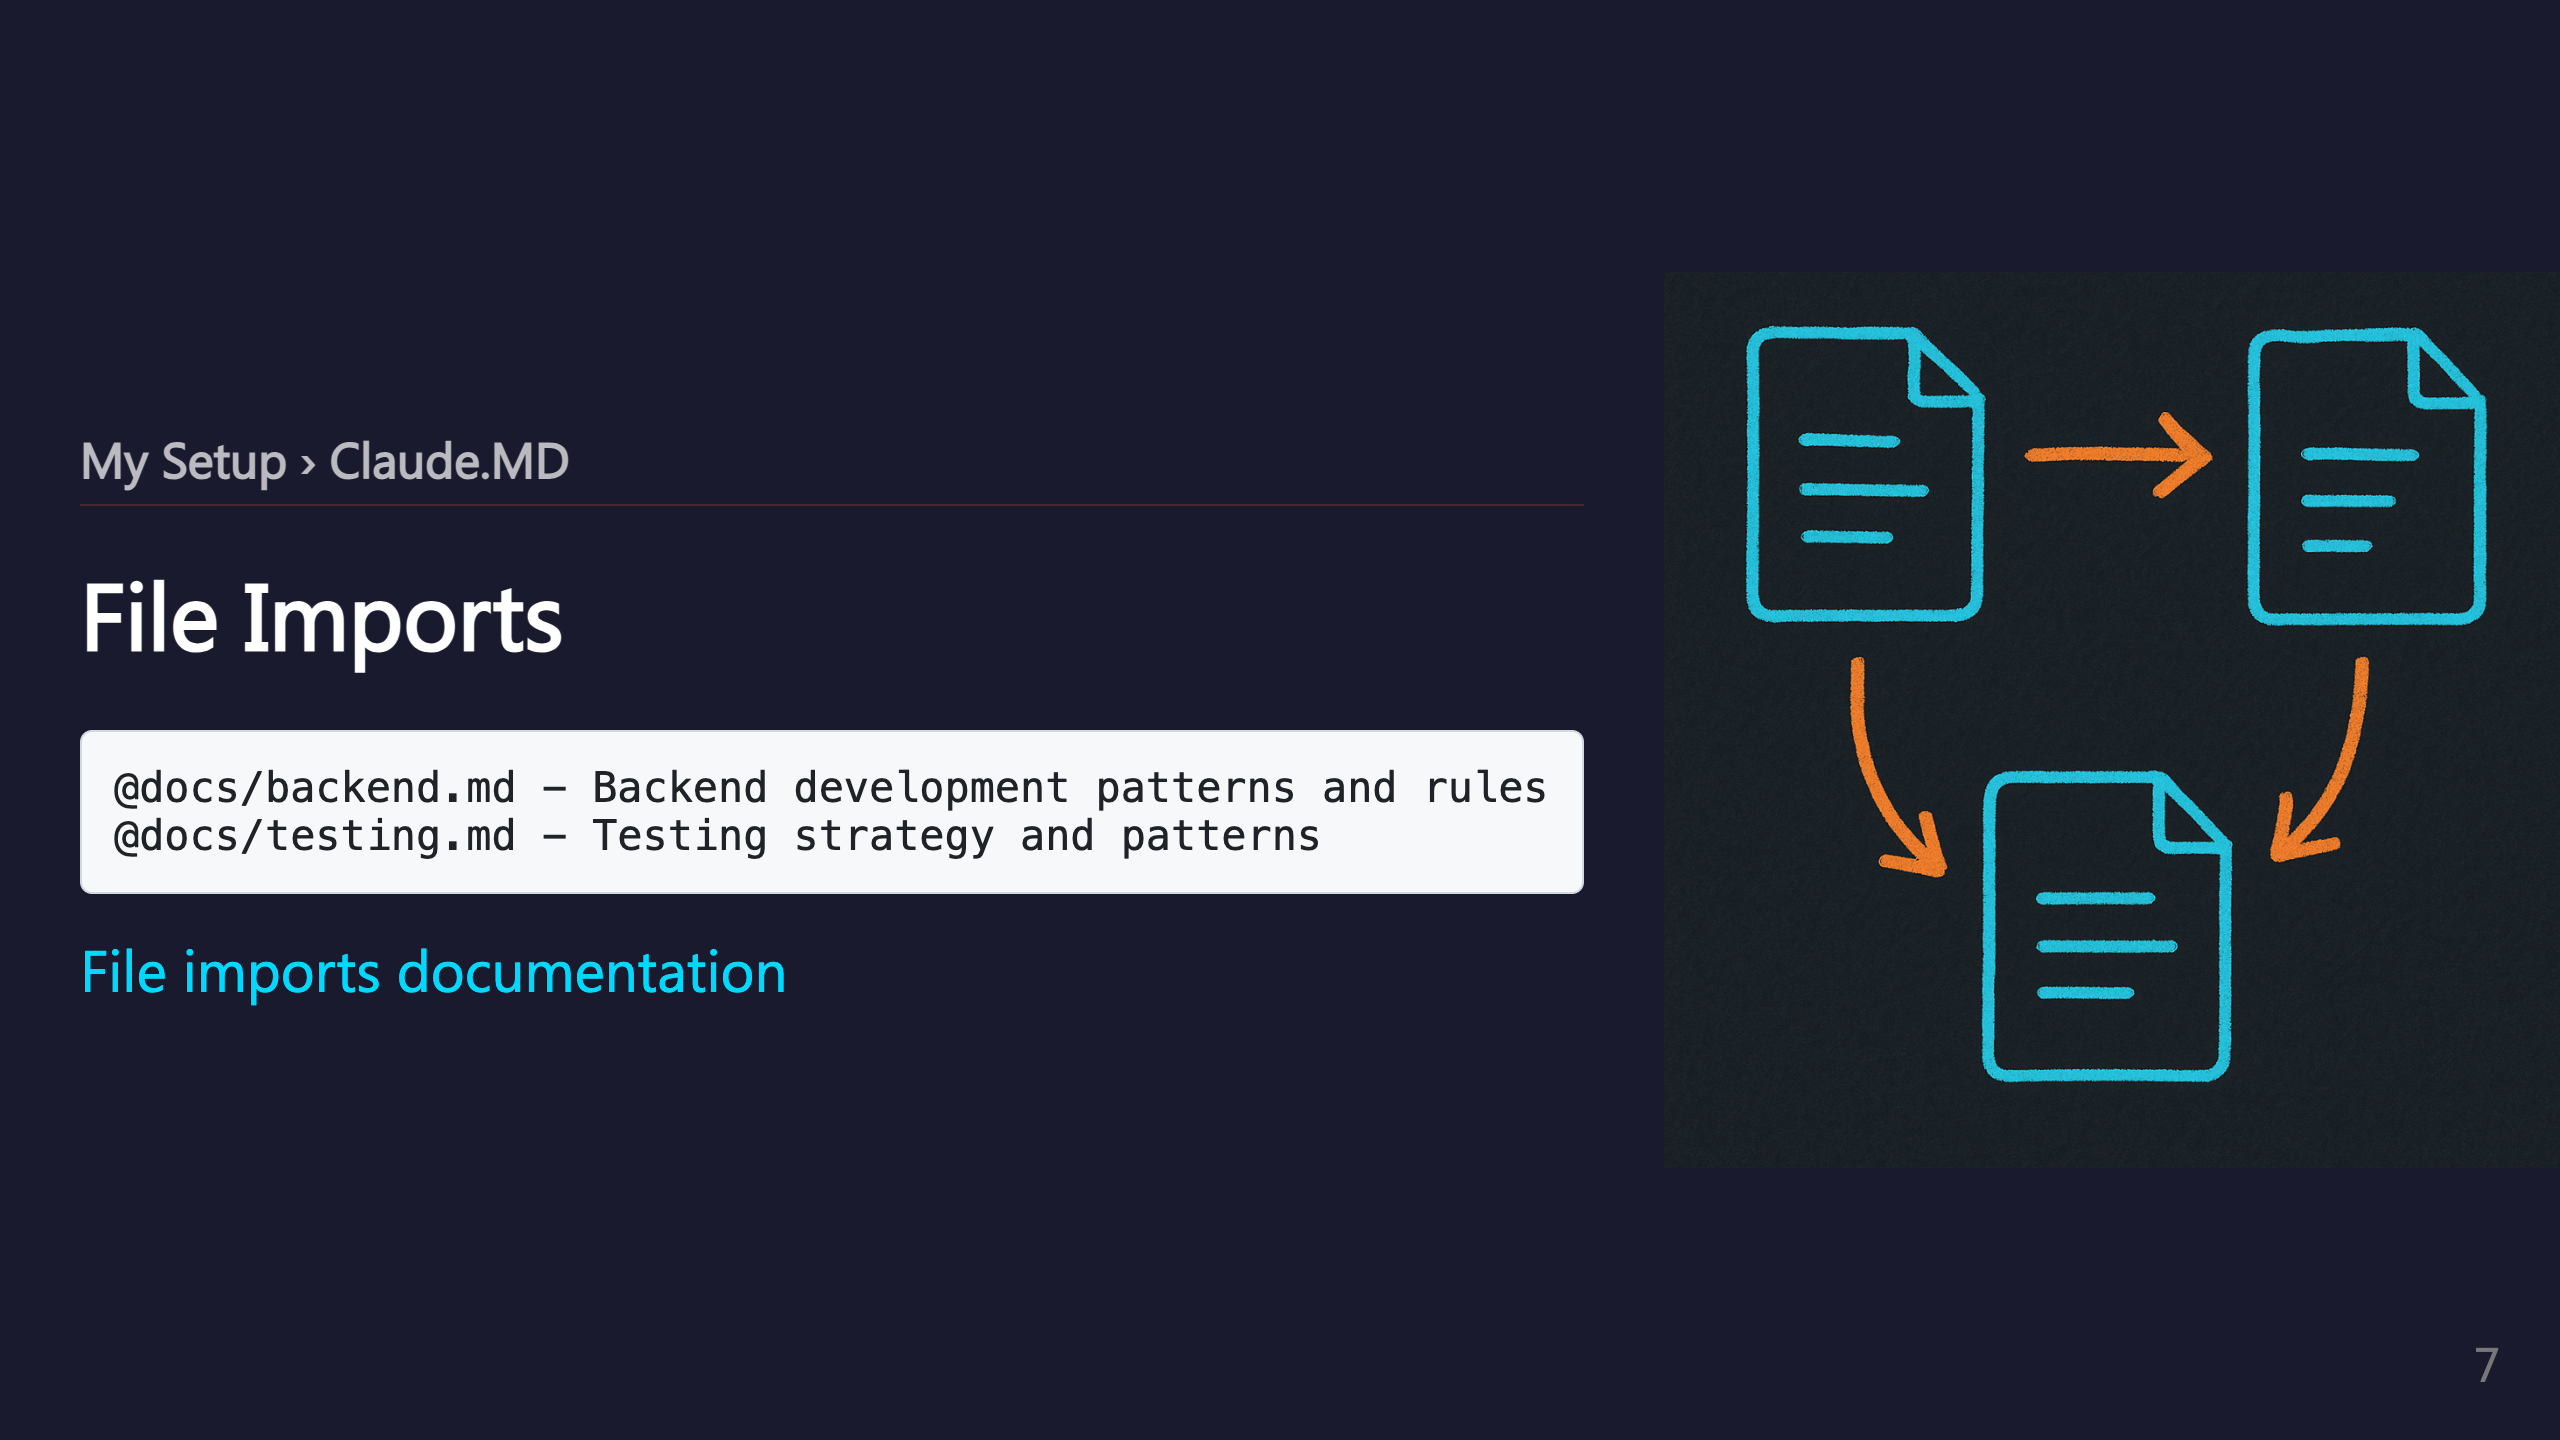 My Setup › Claude.MD
File Imports
@docs/backend.md – Backend development patterns and rules
@docs/testing.md – Testing strategy and patterns
File imports documentation
7